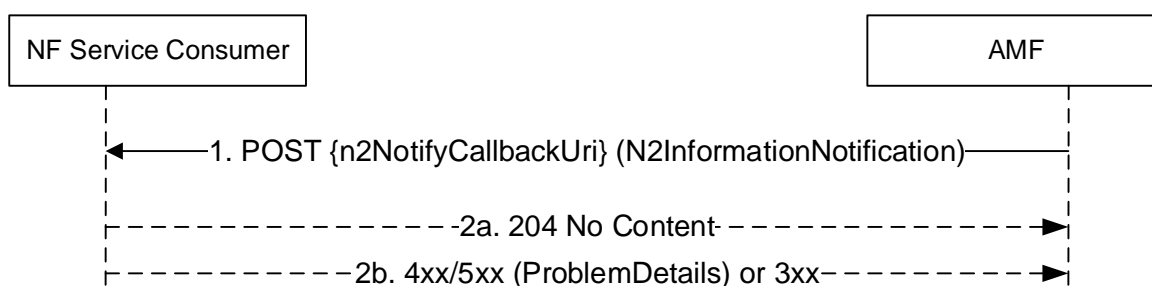 NF Service Consumer
AMF
1. POST {n2NotifyCallbackUri} (N2InformationNotification)
2a. 204 No Content
2b. 4xx/5xx (ProblemDetails) or 3xx